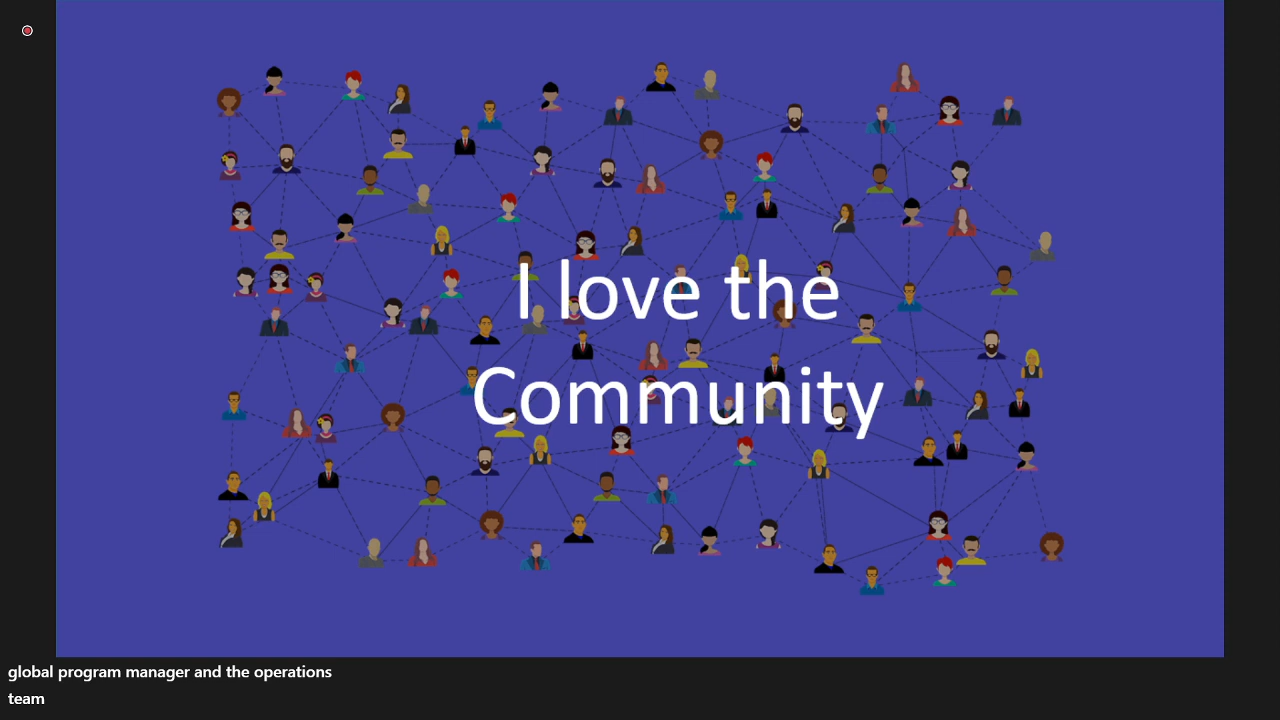 I love the
Community
global program manager and the operations
team